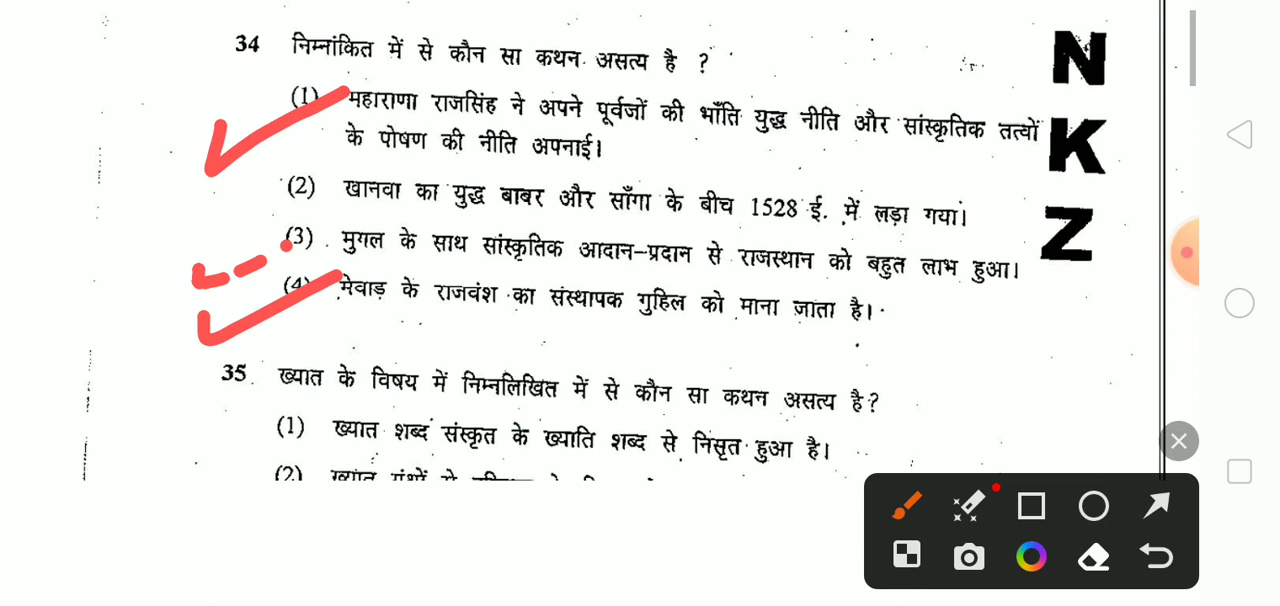 34 निम्नांकित में से कौन सा कथन असत्य है ?
(1) महाराणा राजसिंह ने अपने पूर्वजों की भाँति युद्ध नीति और सांस्कृतिक तत्वों
के पोषण की नीति अपनाई।
(2) खानवा का युद्ध बाबर और साँगा के बीच 1528 ई. में लड़ा गया।
(3) मुगल के साथ सांस्कृतिक आदान-प्रदान से राजस्थान को बहुत लाभ हुआ।
(4) मेवाड़ के राजवंश का संस्थापक गुहिल को माना जाता है।
35 ख्यात के विषय में निम्नलिखित में से कौन सा कथन असत्य है?
(1) ख्यात शब्द संस्कृत के ख्याति शब्द से निसृत हुआ है।
(2)
N
K
Z